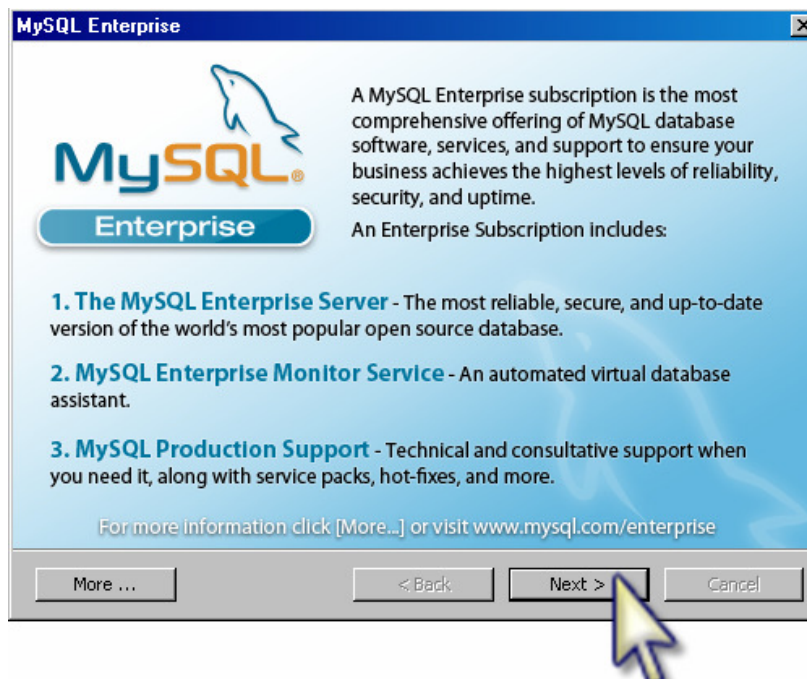 MySQL Enterprise
MySQL®
Enterprise
A MySQL Enterprise subscription is the most
comprehensive offering of MySQL database
software, services, and support to ensure your
business achieves the highest levels of reliability,
security, and uptime.
An Enterprise Subscription includes:
1. The MySQL Enterprise Server - The most reliable, secure, and up-to-date
version of the world's most popular open source database.
2. MySQL Enterprise Monitor Service - An automated virtual database
assistant.
3. MySQL Production Support - Technical and consultative support when
you need it, along with service packs, hot-fixes, and more.
For more information click [More...] or visit www.mysql.com/enterprise
More ...
< Back
Next >
Cancel